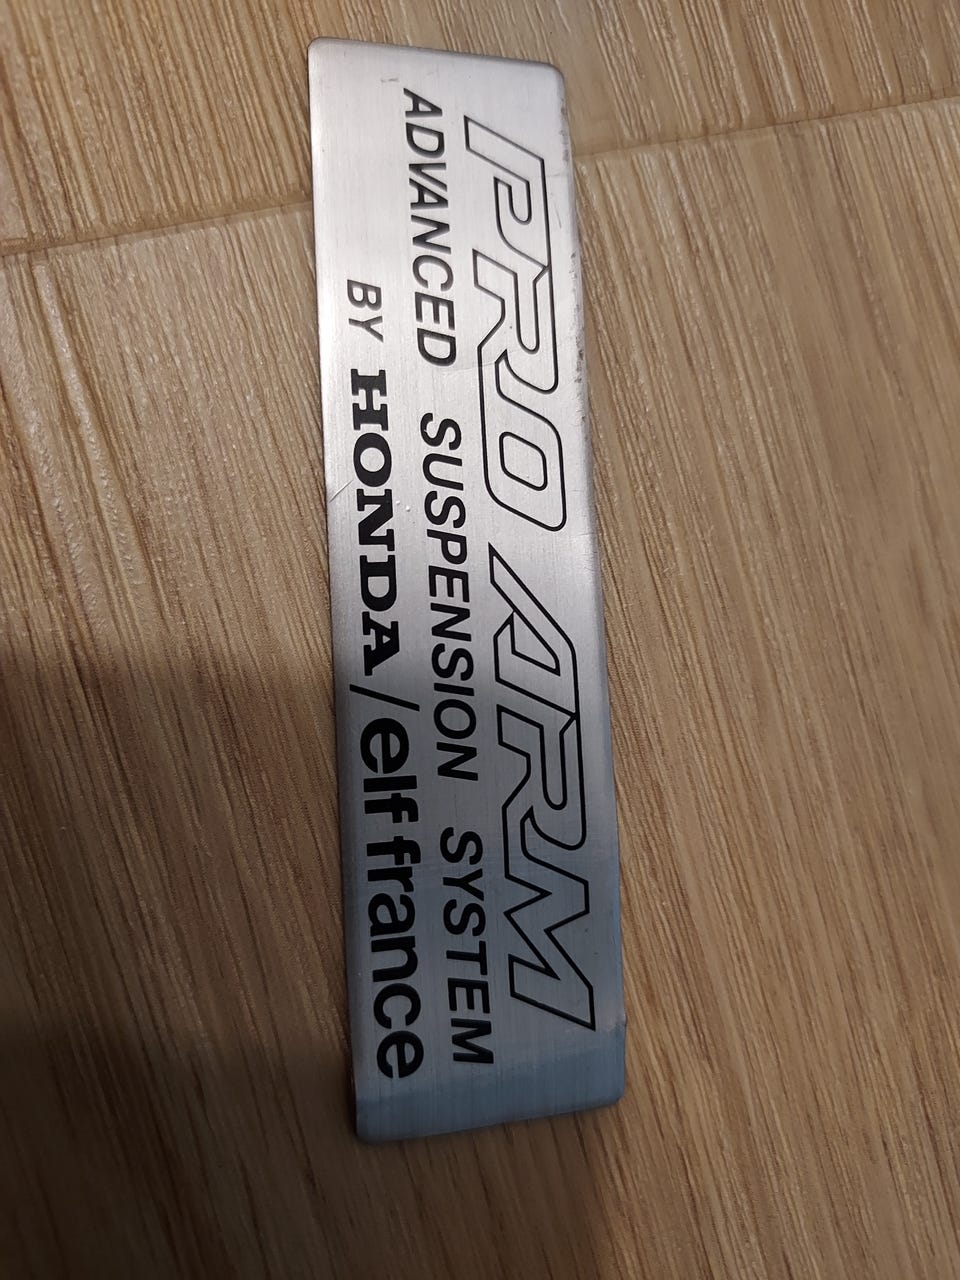 PRO ARM
ADVANCED SUSPENSION SYSTEM
BY HONDA/elf france